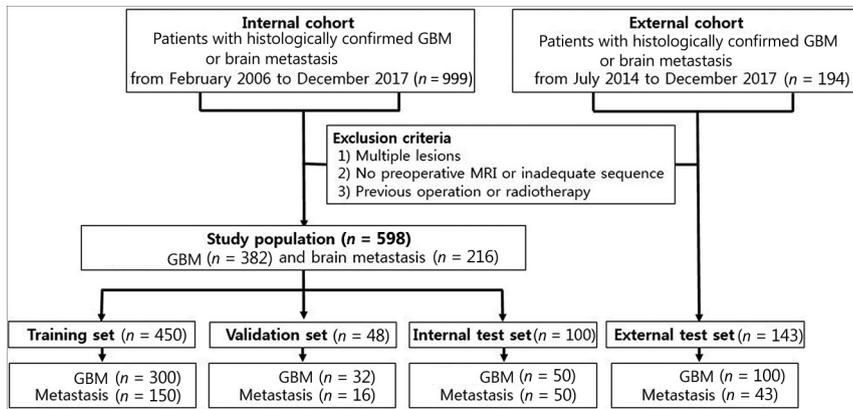 Internal cohort
Patients with histologically confirmed GBM
or brain metastasis
from February 2006 to December 2017 (n = 999)
External cohort
Patients with histologically confirmed GBM
or brain metastasis
from July 2014 to December 2017 (n = 194)
Exclusion criteria
1) Multiple lesions
2) No preoperative MRI or inadequate sequence
3) Previous operation or radiotherapy
Study population (n = 598)
GBM (n = 382) and brain metastasis (n = 216)
Training set (n = 450)
Validation set (n = 48)
Internal test set (n = 100)
External test set (n = 143)
GBM (n = 300)
Metastasis (n = 150)
GBM (n = 32)
Metastasis (n = 16)
GBM (n = 50)
Metastasis (n = 50)
GBM (n = 100)
Metastasis (n = 43)